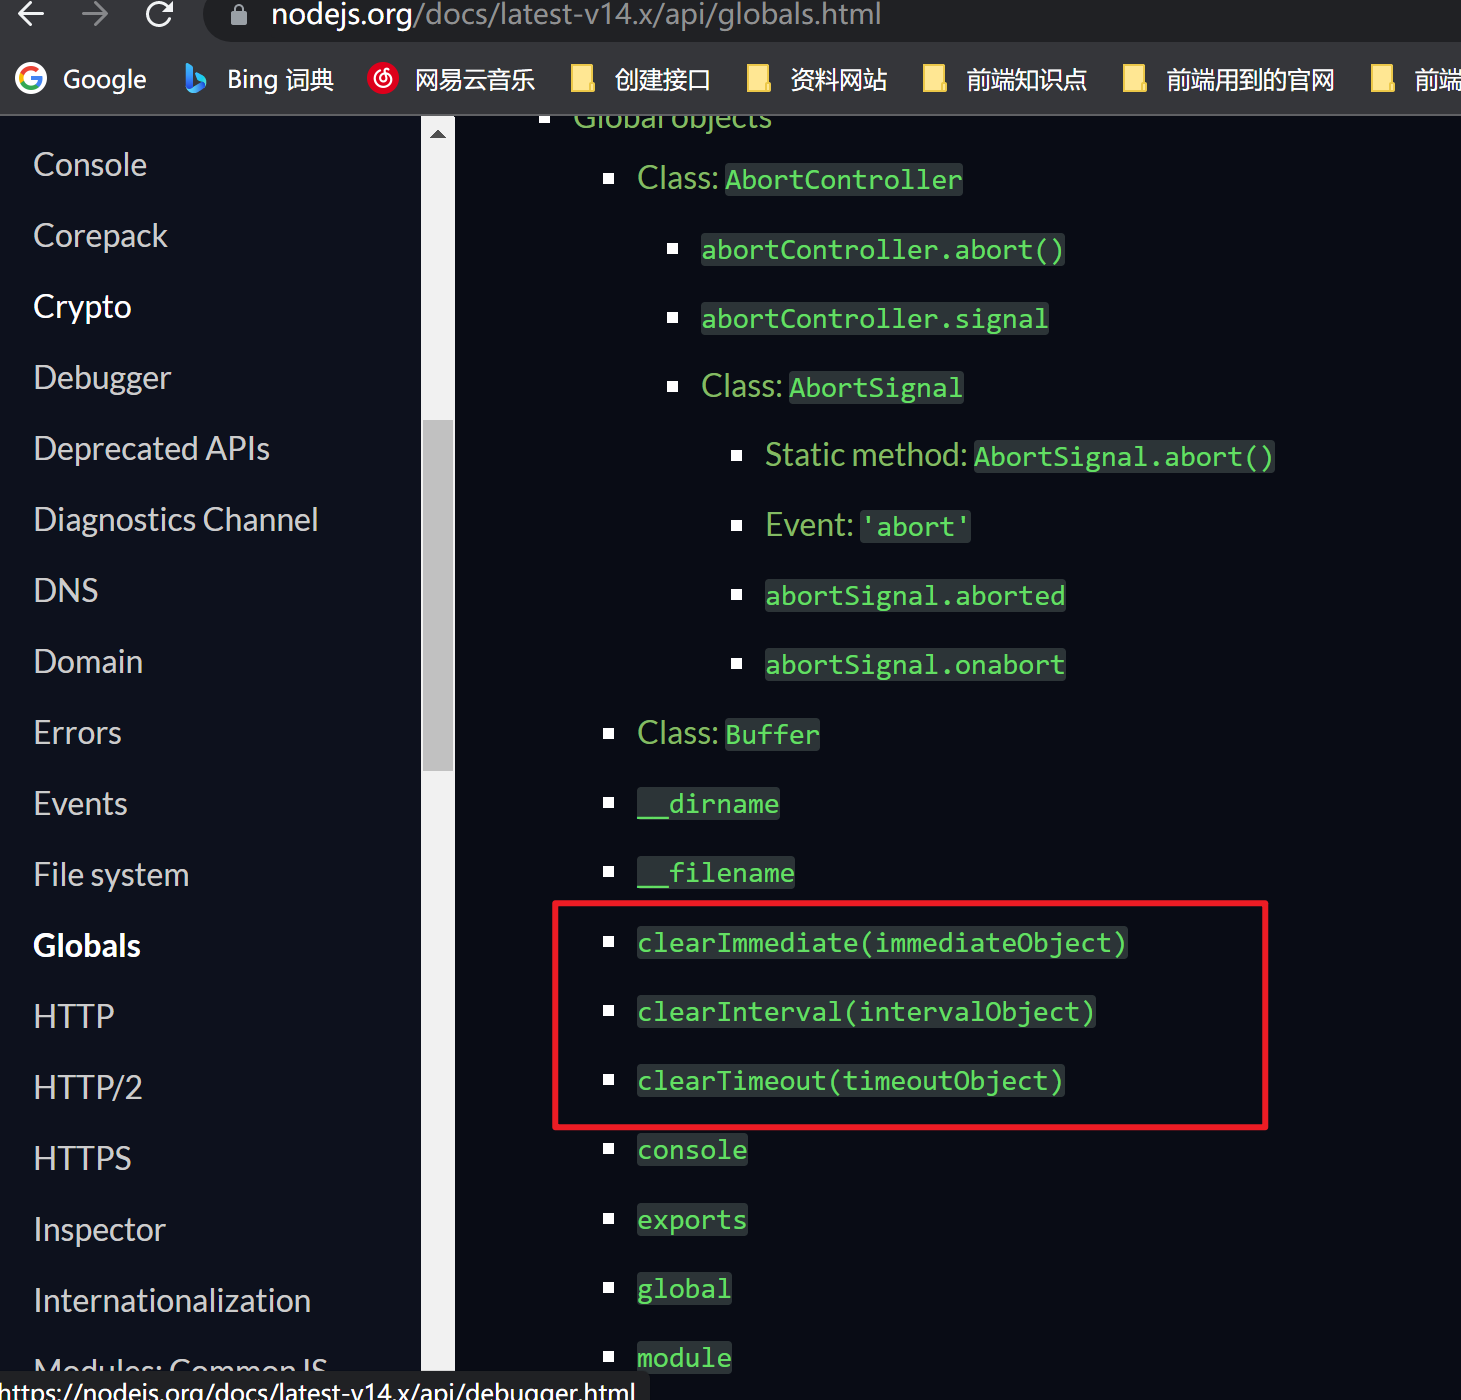 nodejs.org/docs/latest-v14.x/api/globals.html
Google Bing 词典 网易云音乐 创建接口 资料网站 前端知识点 前端用到的官网 前端
Console
Corepack
Crypto
Debugger
Deprecated APIs
Diagnostics Channel
DNS
Domain
Errors
Events
File system
Globals
HTTP
HTTP/2
HTTPS
Inspector
Internationalization
Modules: CommonJS
https://nodejs.org/docs/latest-v14.x/api/debugger.html
Global objects
Class: AbortController
abortController.abort()
abortController.signal
Class: AbortSignal
Static method: AbortSignal.abort()
Event: 'abort'
abortSignal.aborted
abortSignal.onabort
Class: Buffer
__dirname
__filename
clearImmediate(immediateObject)
clearInterval(intervalObject)
clearTimeout(timeoutObject)
console
exports
global
module